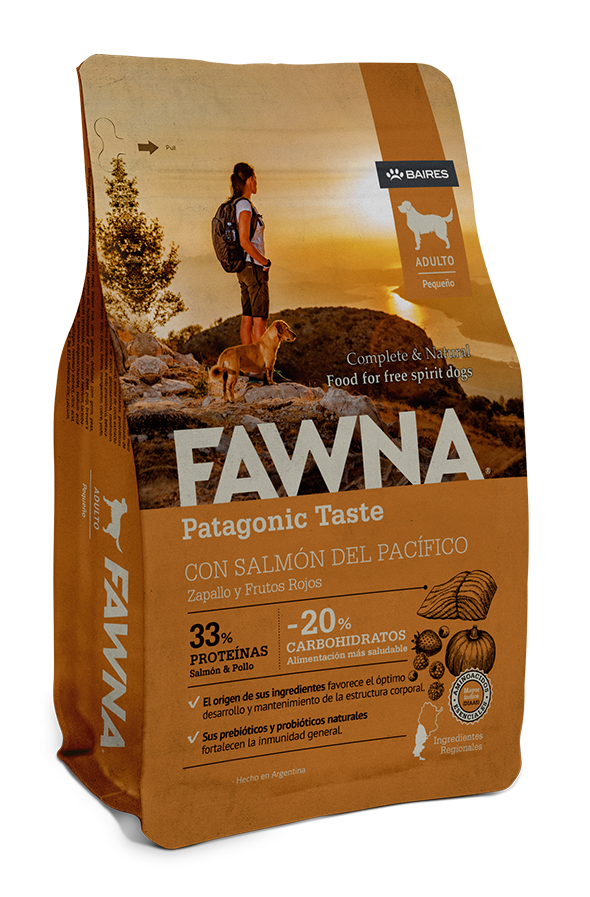 Pull
BAIRES
ADULTO
Pequeño
Complete & Natural
Food for free spirit dogs
FAWNA®
Patagonic Taste
CON SALMÓN DEL PACÍFICO
Zapallo y Frutos Rojos
33%
PROTEÍNAS
Salmón & Pollo
-20%
CARBOHIDRATOS
Alimentación más saludable
El origen de sus ingredientes favorece el óptimo
desarrollo y mantenimiento de la estructura corporal.
Sus prebióticos y probióticos naturales
fortalecen la inmunidad general.
AMINOÁCIDOS
ESENCIALES
Ingredientes
Regionales
- Hecho en Argentina
ADULTO
Pequeño
FAWNA